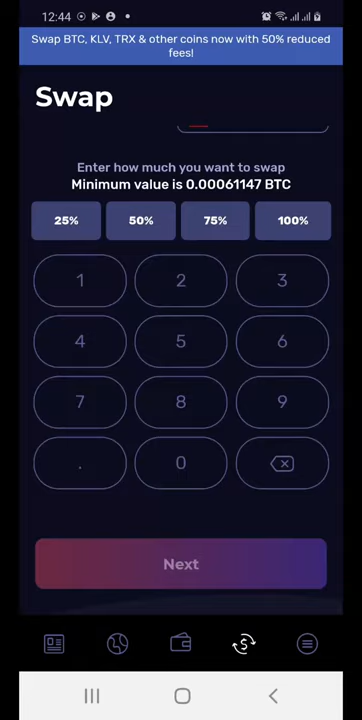 12:44
Swap BTC, KLV, TRX & other coins now with 50% reduced
fees!
Swap
Enter how much you want to swap
Minimum value is 0.00061147 BTC
25% 50% 75% 100%
1 2 3
4 5 6
7 8 9
. 0
Next